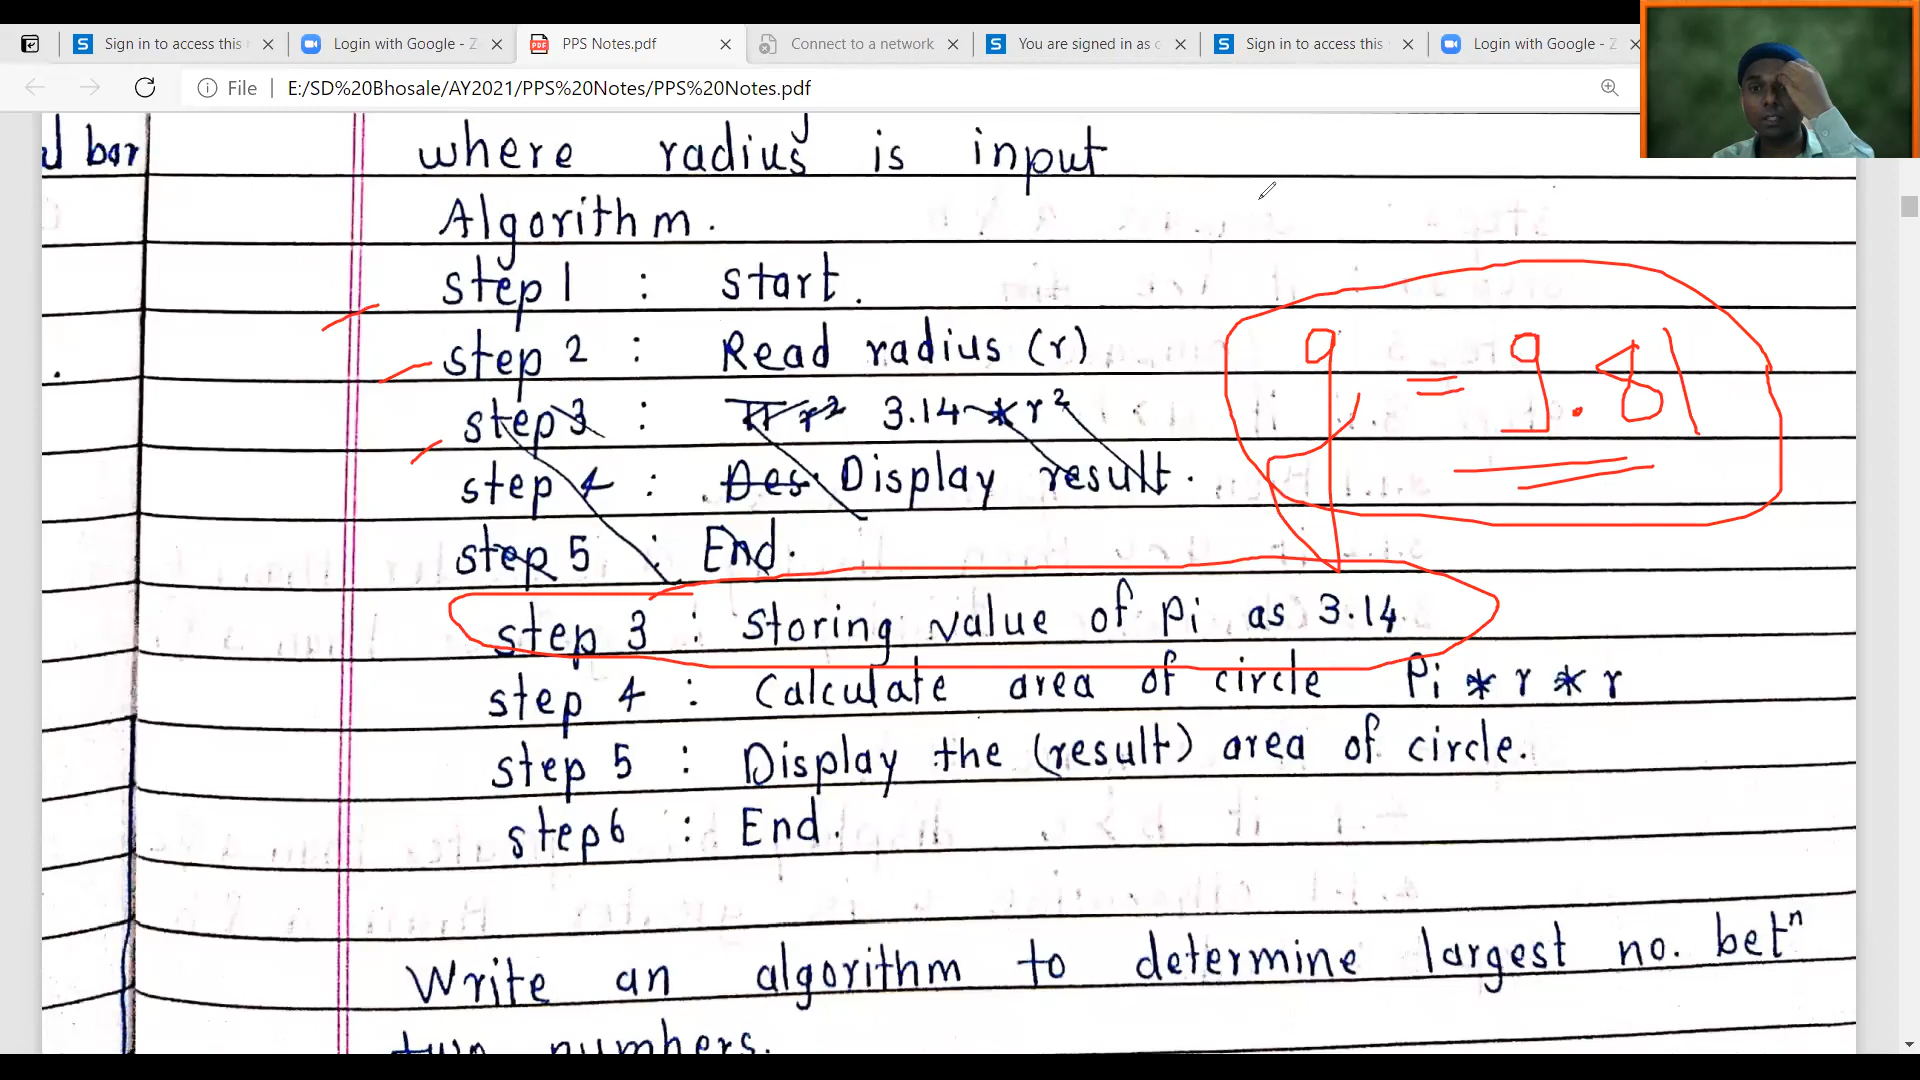 Sign in to access this
Login with Google - Z
PPS Notes.pdf
Connect to a network
You are signed in as c
Sign in to access this
Login with Google - Z
File
E:/SD%20Bhosale/AY2021/PPS%20Notes/PPS%20Notes.pdf
where radius is input
Algorithm.
step 1 : start.
step 2 : Read radius (r)
step 3 : π r² 3.14 * r²
step 4 : Des Display result.
step 5 : End.
g = 9.81
step 3 : storing value of Pi as 3.14.
step 4 : Calculate area of circle Pi * r * r
step 5 : Display the (result) area of circle.
step 6 : End.
Write an algorithm to determine largest no. betⁿ
two numbers.